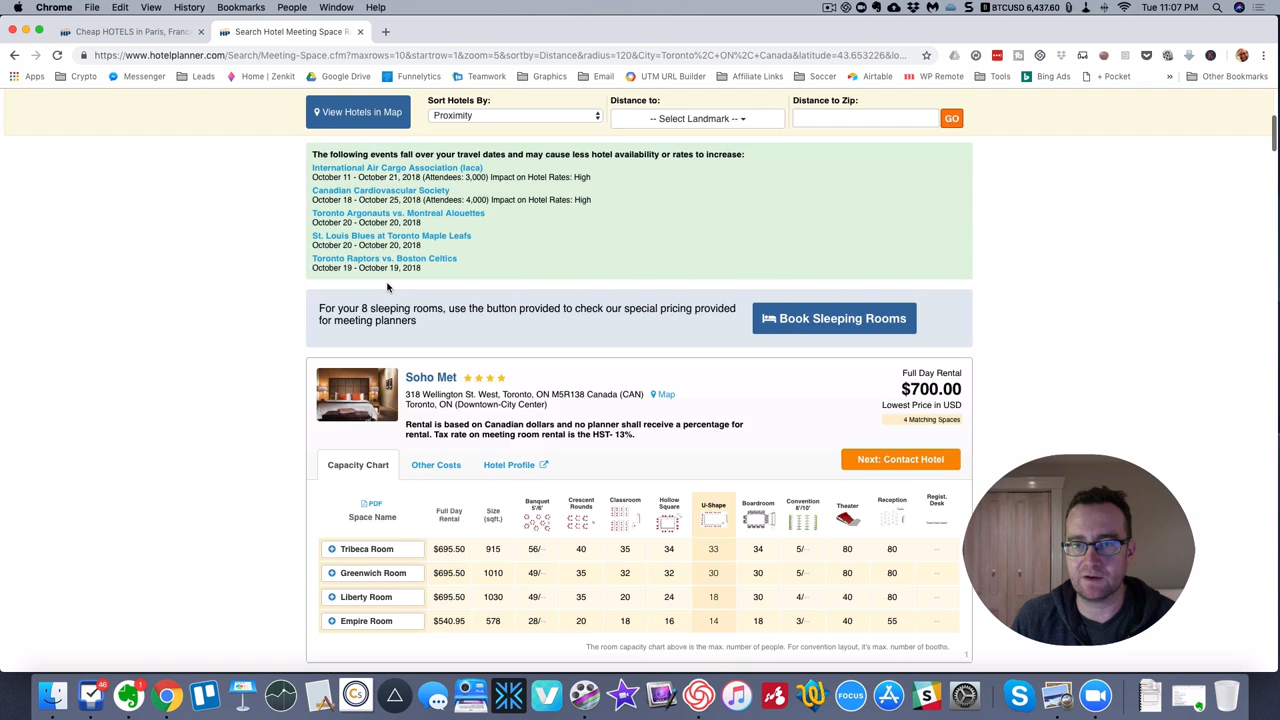 Chrome File Edit View History Bookmarks People Window Help
BTCUSD 6,437.60 Tue 11:07 PM
Cheap HOTELS in Paris, France
Search Hotel Meeting Space R
https://www.hotelplanner.com/Search/Meeting-Space.cfm?maxrows=10&startrow=1&zoom=5&sortby=Distance&radius=120&City=Toronto%2C+ON+%2C+Canada&latitude=43.653226&lo...
Apps Crypto Messenger Leads Home | Zenkit Google Drive Funnelytics Teamwork Graphics Email UTM URL Builder Affiliate Links Soccer Airtable WP Remote Tools Bing Ads + Pocket » Other Bookmarks
View Hotels in Map
Sort Hotels By:
Proximity
Distance to:
-- Select Landmark --
Distance to Zip:
GO
The following events fall over your travel dates and may cause less hotel availability or rates to increase:
International Air Cargo Association (Iaca)
October 11 - October 21, 2018 (Attendees: 3,000) Impact on Hotel Rates: High
Canadian Cardiovascular Society
October 18 - October 25, 2018 (Attendees: 4,000) Impact on Hotel Rates: High
Toronto Argonauts vs. Montreal Alouettes
October 20 - October 20, 2018
St. Louis Blues at Toronto Maple Leafs
October 20 - October 20, 2018
Toronto Raptors vs. Boston Celtics
October 19 - October 19, 2018
For your 8 sleeping rooms, use the button provided to check our special pricing provided
for meeting planners
Book Sleeping Rooms
Soho Met
318 Wellington St. West, Toronto, ON M5R138 Canada (CAN) Map
Toronto, ON (Downtown-City Center)
Rental is based on Canadian dollars and no planner shall receive a percentage for
rental. Tax rate on meeting room rental is the HST- 13%.
Full Day Rental
$700.00
Lowest Price in USD
4 Matching Spaces
Capacity Chart Other Costs Hotel Profile
Next: Contact Hotel
PDF
Space Name
Full Day
Rental
Size
(sqft.)
Banquet
5'/6'
Crescent
Rounds
Classroom
Hollow
Square
U-Shape
Boardroom
Convention
8'/10'
Theater
Reception
Regist.
Desk
Tribeca Room $695.50 915 56/-- 40 35 34 33 34 5/-- 80 80 --
Greenwich Room $695.50 1010 49/-- 35 32 32 30 30 5/-- 80 80 --
Liberty Room $695.50 1030 49/-- 35 20 24 18 30 4/-- 40 80 --
Empire Room $540.95 578 28/-- 20 18 16 14 18 3/-- 40 55 --
The room capacity chart above is the max. number of people. For convention layout, it's max. number of booths.
1
46
1
Cs
FOCUS